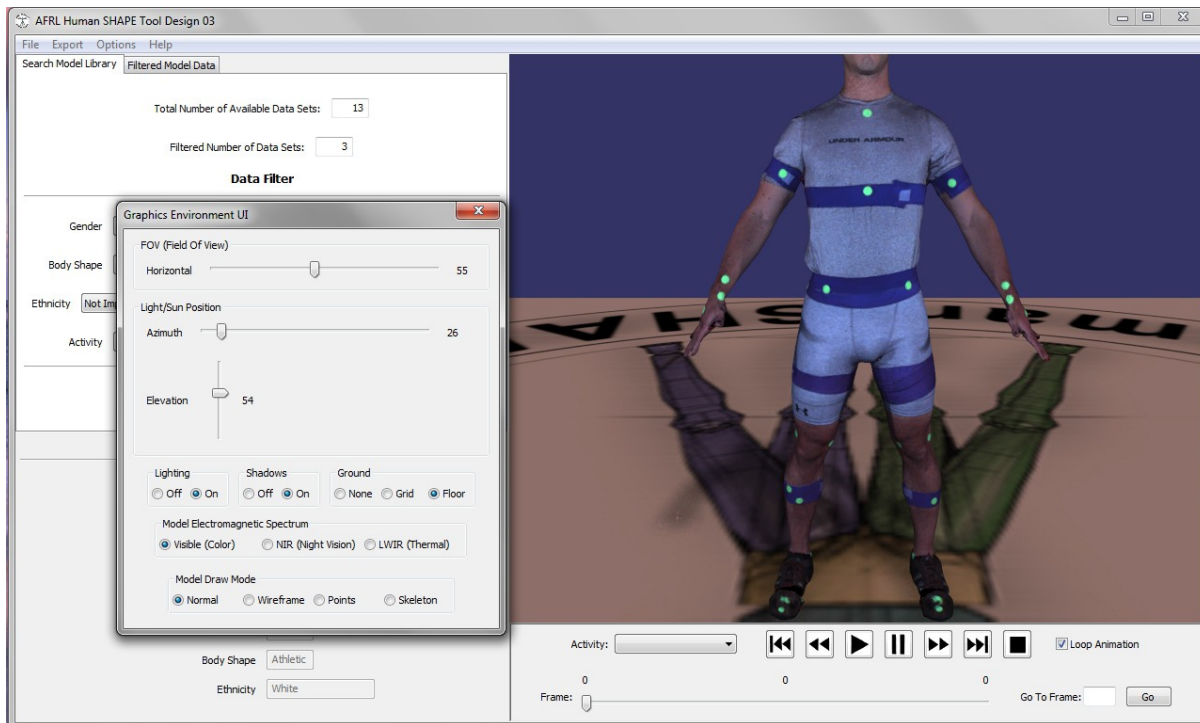 AFRL Human SHAPE Tool Design 03
File Export Options Help
Search Model Library Filtered Model Data
Total Number of Available Data Sets: 13
Filtered Number of Data Sets: 3
Data Filter
Gender
Body Shape
Ethnicity Not Imp
Activity
Graphics Environment UI
FOV (Field Of View)
Horizontal 55
Light/Sun Position
Azimuth 26
Elevation 54
Lighting Shadows Ground
Off On Off On None Grid Floor
Model Electromagnetic Spectrum
Visible (Color) NIR (Night Vision) LWIR (Thermal)
Model Draw Mode
Normal Wireframe Points Skeleton
Body Shape Athletic
Ethnicity White
UNDER ARMOUR
Activity: Loop Animation
0 0 0
Frame: Go To Frame: Go